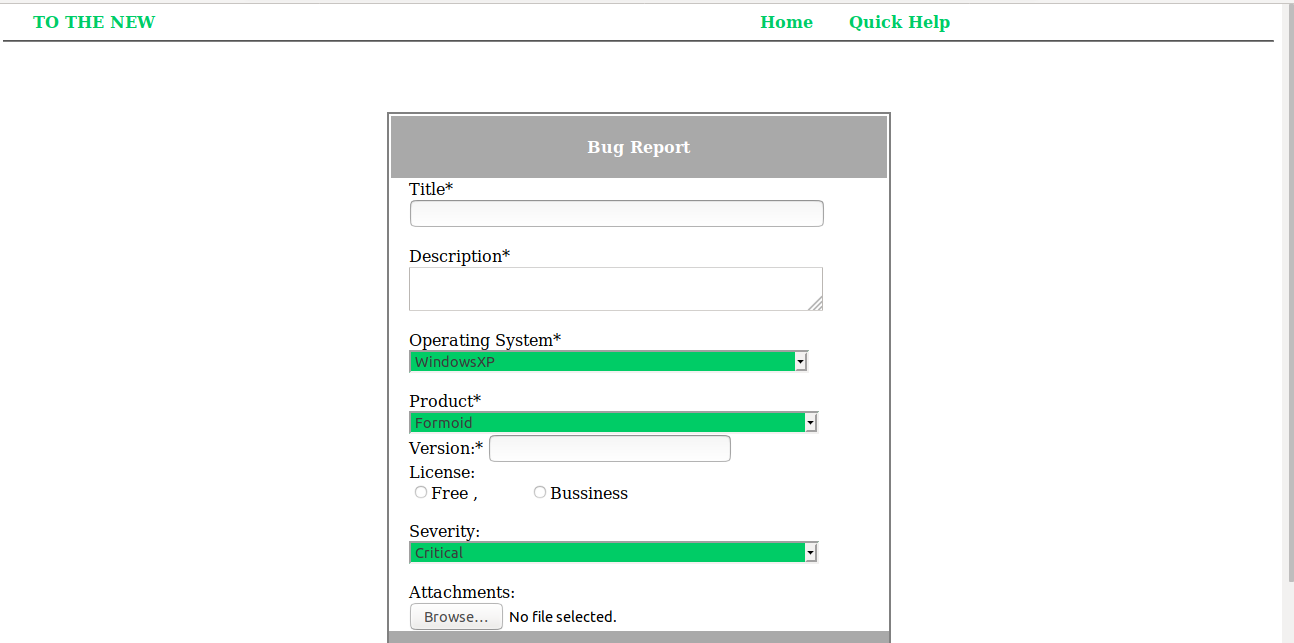 TO THE NEW Home Quick Help
Bug Report
Title*
Description*
Operating System*
WindowsXP
Product*
Formoid
Version:*
License:
Free , Bussiness
Severity:
Critical
Attachments:
Browse... No file selected.